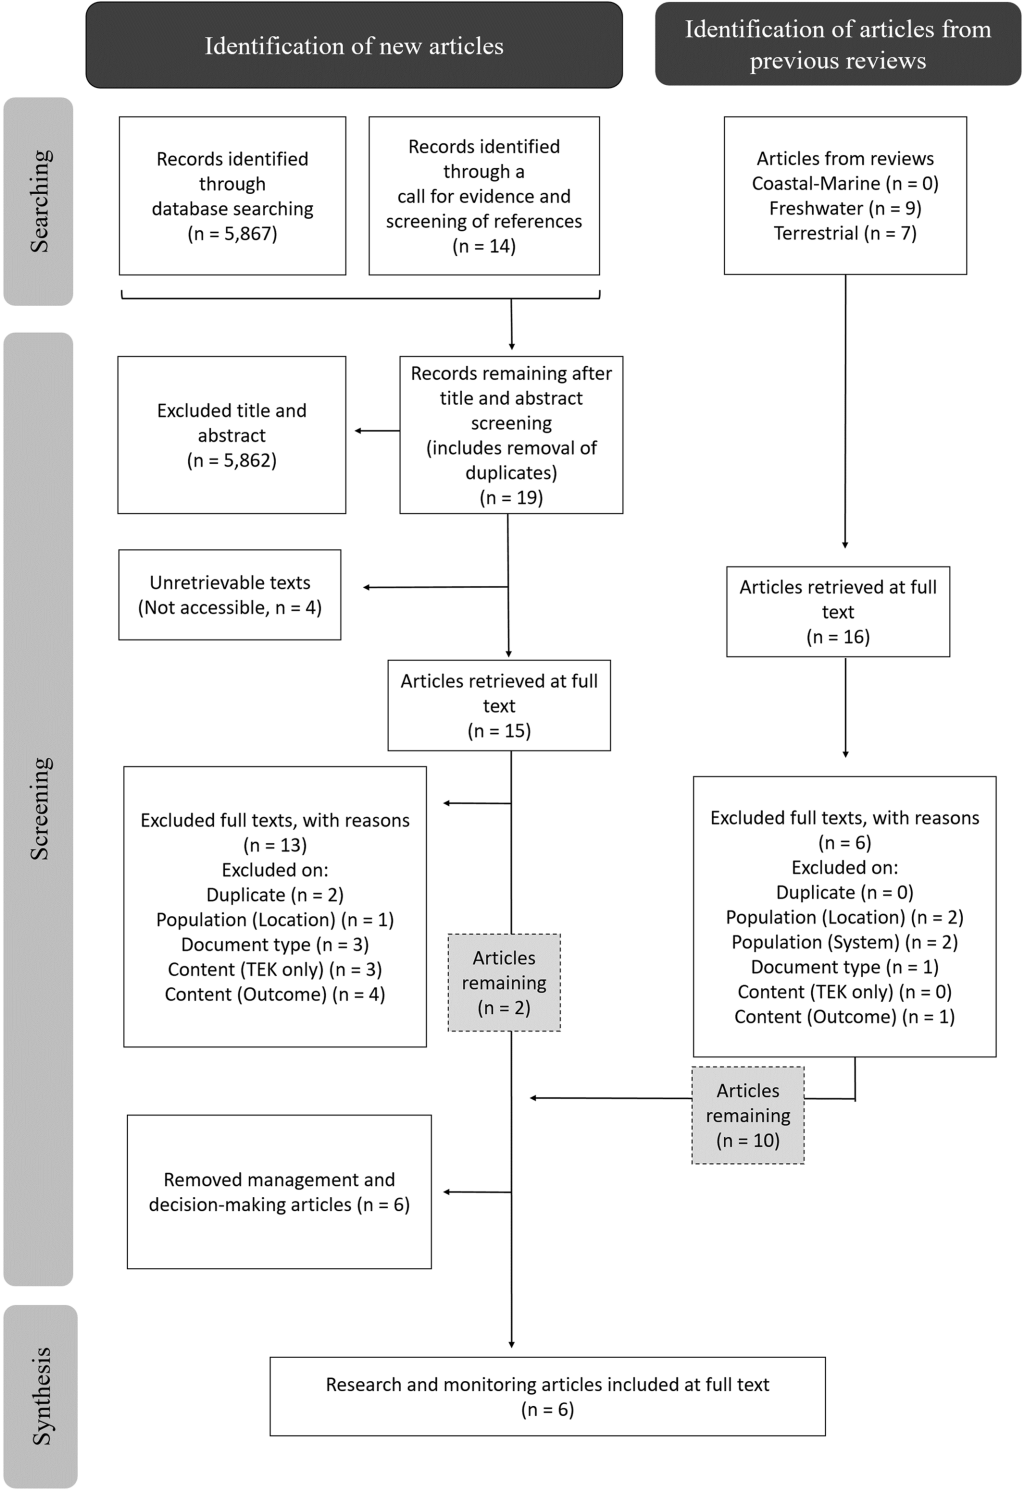 Identification of new articles
Identification of articles from
previous reviews
Searching
Records identified
through
database searching
(n = 5,867)
Records identified
through a
call for evidence and
screening of references
(n = 14)
Articles from reviews
Coastal-Marine (n = 0)
Freshwater (n = 9)
Terrestrial (n = 7)
Screening
Excluded title and
abstract
(n = 5,862)
Records remaining after
title and abstract
screening
(includes removal of
duplicates)
(n = 19)
Unretrievable texts
(Not accessible, n = 4)
Articles retrieved at full
text
(n = 16)
Articles retrieved at full
text
(n = 15)
Excluded full texts, with reasons
(n = 13)
Excluded on:
Duplicate (n = 2)
Population (Location) (n = 1)
Document type (n = 3)
Content (TEK only) (n = 3)
Content (Outcome) (n = 4)
Articles
remaining
(n = 2)
Excluded full texts, with reasons
(n = 6)
Excluded on:
Duplicate (n = 0)
Population (Location) (n = 2)
Population (System) (n = 2)
Document type (n = 1)
Content (TEK only) (n = 0)
Content (Outcome) (n = 1)
Articles
remaining
(n = 10)
Removed management and
decision-making articles (n = 6)
Synthesis
Research and monitoring articles included at full text
(n = 6)